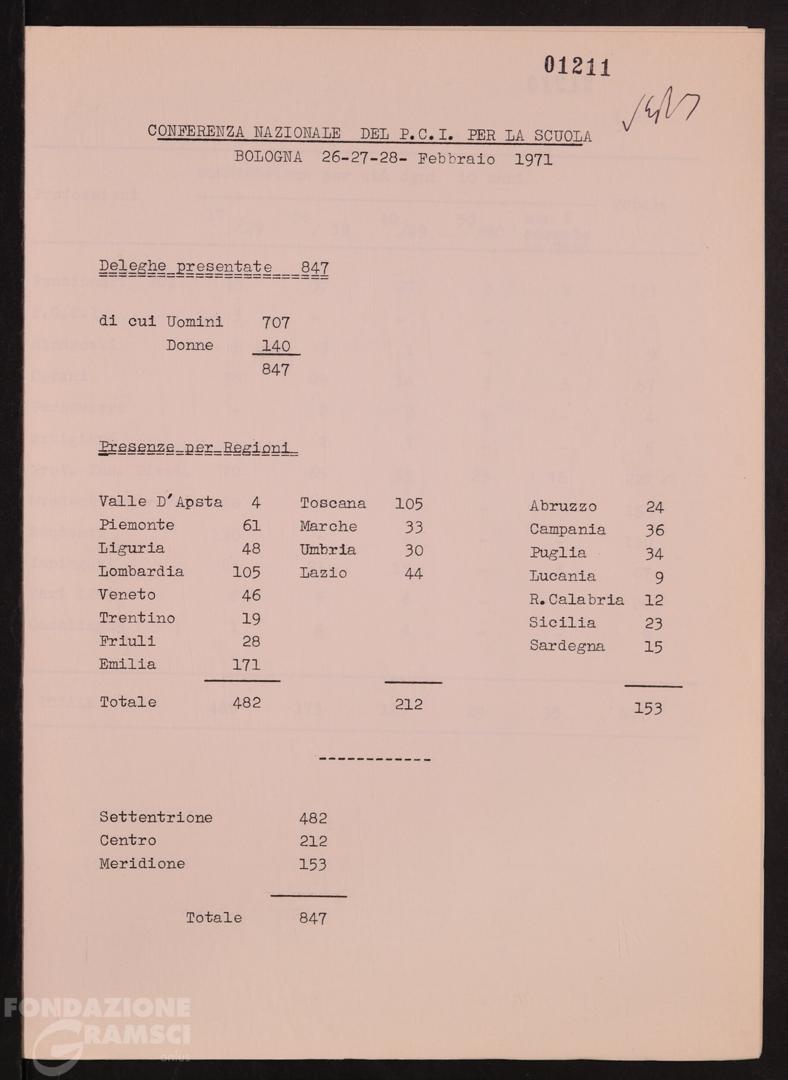 01211
CONFERENZA NAZIONALE DEL P.C.I. PER LA SCUOLA
BOLOGNA 26-27-28- Febbraio 1971
Deleghe presentate 847
di cui Uomini 707
Donne 140
847
Presenze per Regioni
Valle D'Apsta 4
Piemonte 61
Liguria 48
Lombardia 105
Veneto 46
Trentino 19
Friuli 28
Emilia 171
Totale 482
Toscana 105
Marche 33
Umbria 30
Lazio 44
212
Abruzzo 24
Campania 36
Puglia 34
Lucania 9
R.Calabria 12
Sicilia 23
Sardegna 15
153
------------
Settentrione 482
Centro 212
Meridione 153
Totale 847
FONDAZIONE
GRAMSCI
onlus